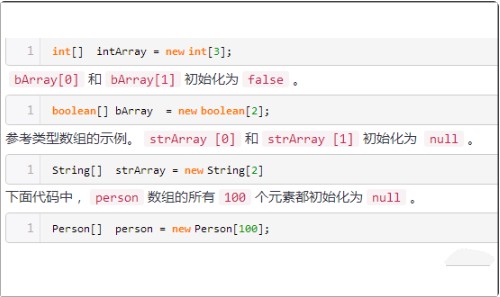 1 int[]  intArray = new int[3];
bArray[0] 和 bArray[1] 初始化为 false 。
1 boolean[] bArray  = new boolean[2];
参考类型数组的示例。 strArray [0] 和 strArray [1] 初始化为 null 。
1 String[]  strArray = new String[2]
下面代码中， person 数组的所有 100 个元素都初始化为 null 。
1 Person[]  person = new Person[100];